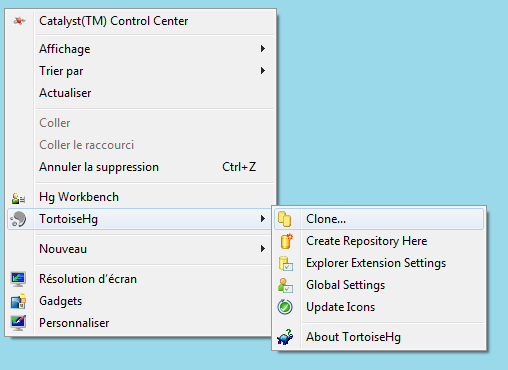 Catalyst(TM) Control Center
Affichage
Trier par
Actualiser
Coller
Coller le raccourci
Annuler la suppression Ctrl+Z
Hg Workbench
TortoiseHg
Nouveau
Résolution d'écran
Gadgets
Personnaliser
Clone...
Create Repository Here
Explorer Extension Settings
Global Settings
Update Icons
About TortoiseHg